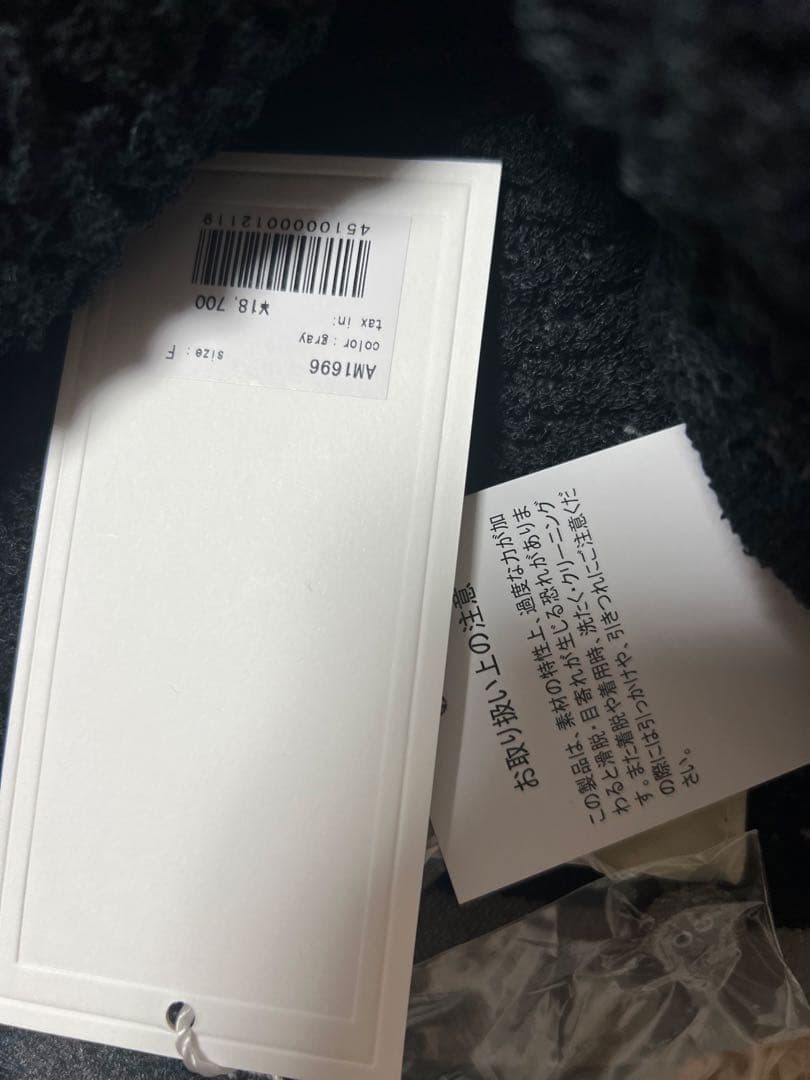 AM1696
color : gray
size : F
tax in:
¥18,700
4510000012119
お取り扱い上の注意
この製品は、素材の特性上、過度な力が加
わると滑脱・目寄れが生じる恐れがありま
す。また着脱や着用時、洗たく・クリーニング
の際には引っかけや、引きつれにご注意くだ
さい。